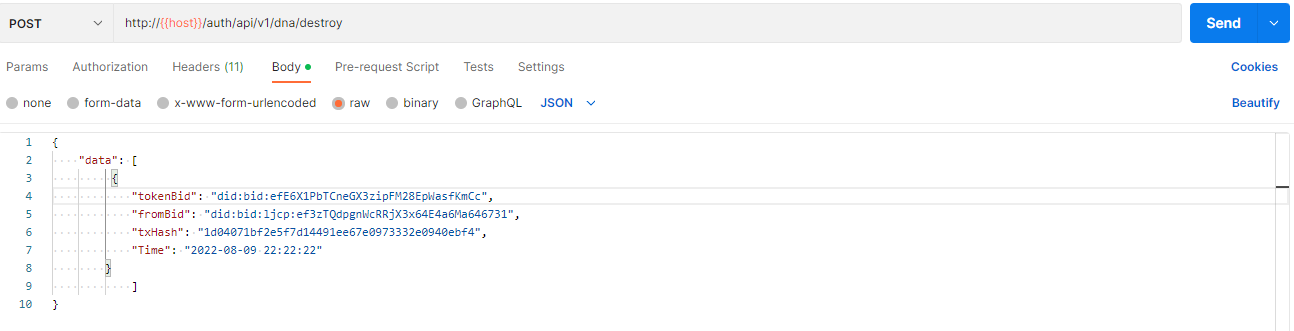 POST http://{{host}}/auth/api/v1/dna/destroy Send
Params Authorization Headers (11) Body Pre-request Script Tests Settings Cookies
none form-data x-www-form-urlencoded raw binary GraphQL JSON Beautify
1 {
2 "data": [
3 {
4 "tokenBid": "did:bid:efE6X1PbTCneGX3zipFM28EpWasfKmCc",
5 "fromBid": "did:bid:ljcp:ef3zTQdpgnWcRRjX3x64E4a6Ma646731",
6 "txHash": "1d04071bf2e5f7d14491ee67e0973332e0940ebf4",
7 "Time": "2022-08-09 22:22:22"
8 }
9 ]
10 }